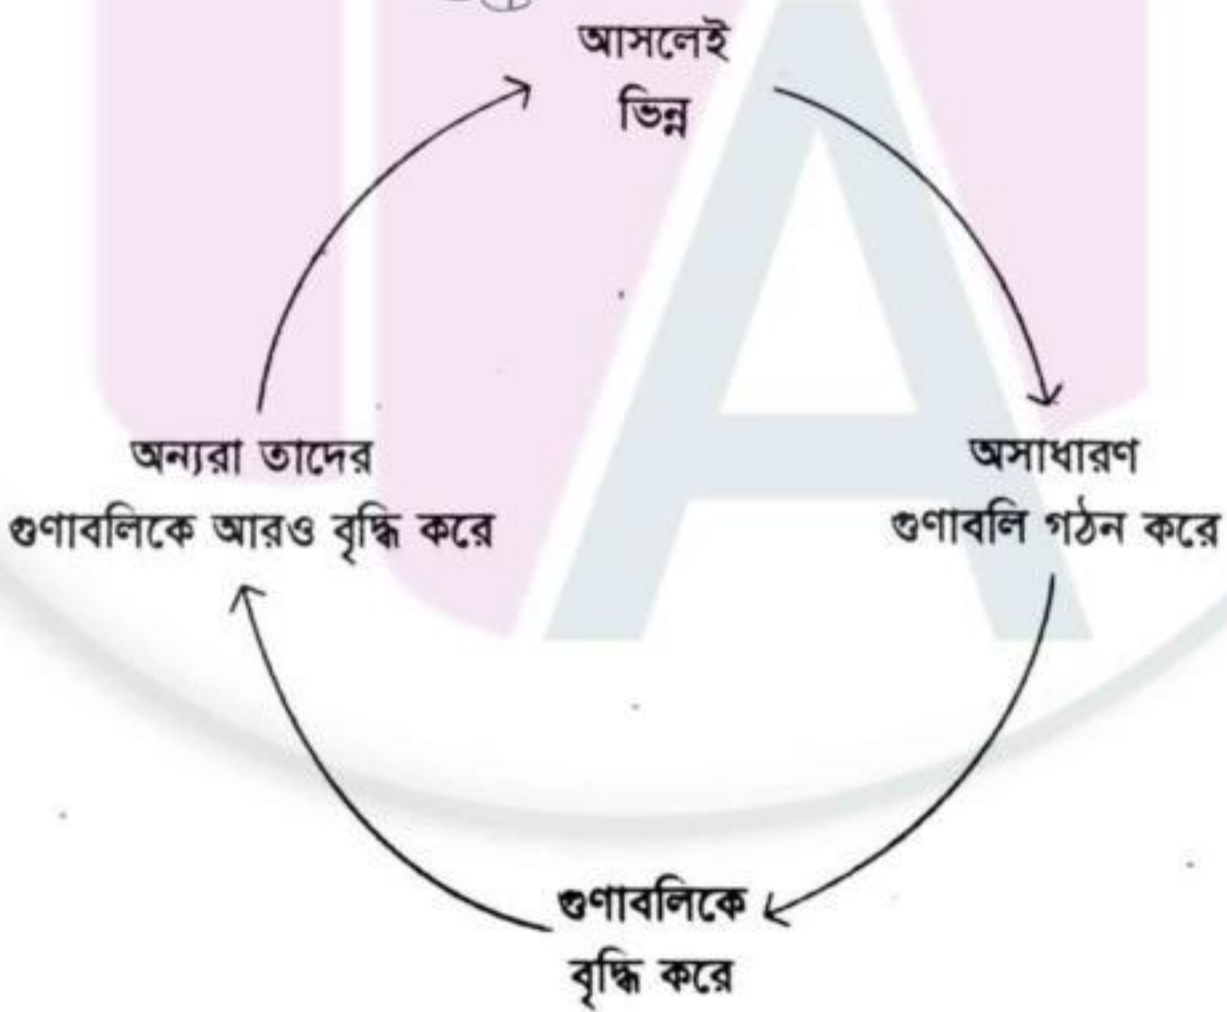 আসলেই
ভিন্ন
অসাধারণ
গুণাবলি গঠন করে
গুণাবলিকে
বৃদ্ধি করে
অন্যরা তাদের
গুণাবলিকে আরও বৃদ্ধি করে